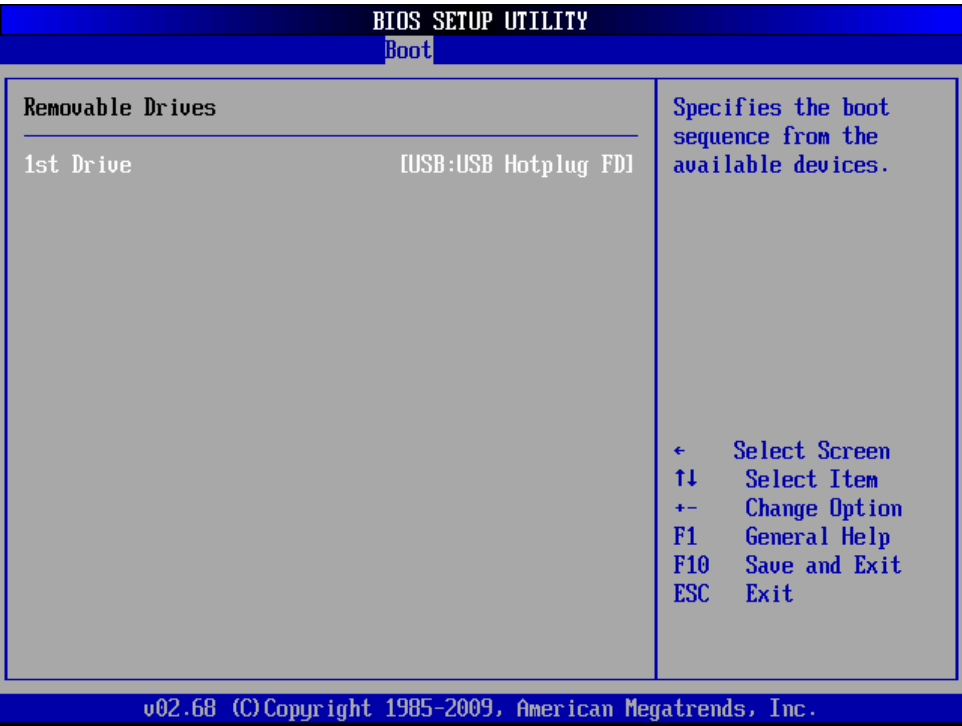 BIOS SETUP UTILITY
Boot
Removable Drives
1st Drive [USB:USB Hotplug FD]
Specifies the boot
sequence from the
available devices.
← Select Screen
↑↓ Select Item
+- Change Option
F1 General Help
F10 Save and Exit
ESC Exit
v02.68 (C)Copyright 1985-2009, American Megatrends, Inc.